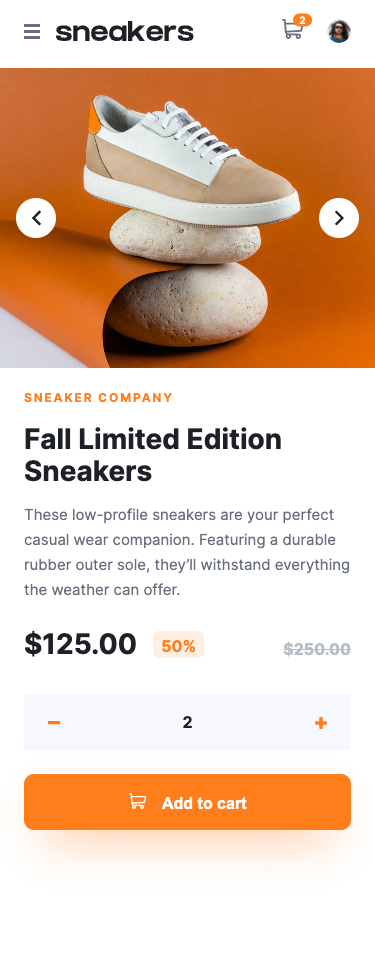 sneakers
2
SNEAKER COMPANY
Fall Limited Edition
Sneakers
These low-profile sneakers are your perfect
casual wear companion. Featuring a durable
rubber outer sole, they’ll withstand everything
the weather can offer.
$125.00 50% $250.00
2
Add to cart